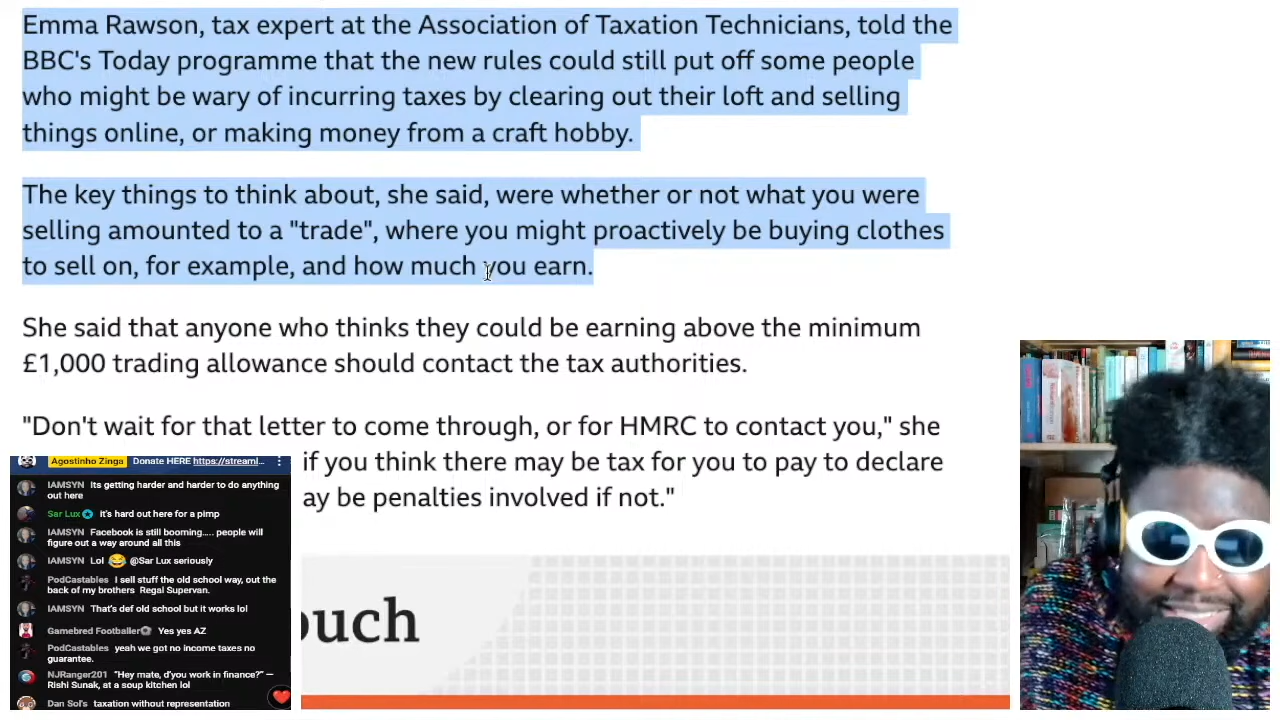 Emma Rawson, tax expert at the Association of Taxation Technicians, told the
BBC's Today programme that the new rules could still put off some people
who might be wary of incurring taxes by clearing out their loft and selling
things online, or making money from a craft hobby.
The key things to think about, she said, were whether or not what you were
selling amounted to a "trade", where you might proactively be buying clothes
to sell on, for example, and how much you earn.
She said that anyone who thinks they could be earning above the minimum
£1,000 trading allowance should contact the tax authorities.
"Don't wait for that letter to come through, or for HMRC to contact you," she
if you think there may be tax for you to pay to declare
ay be penalties involved if not."
ouch
Agostinho Zinga Donate HERE https://streaml...
IAMSYN Its getting harder and harder to do anything
out here
Sar Lux it's hard out here for a pimp
IAMSYN Facebook is still booming..... people will
figure out a way around all this
IAMSYN Lol 😂 @Sar Lux seriously
PodCastables I sell stuff the old school way, out the
back of my brothers Regal Supervan.
IAMSYN That's def old school but it works lol
Gamebred Footballer Yes yes AZ
PodCastables yeah we got no income taxes no
guarantee.
NJRanger201 "Hey mate, d'you work in finance?" —
Rishi Sunak, at a soup kitchen lol
Dan Sol's taxation without representation